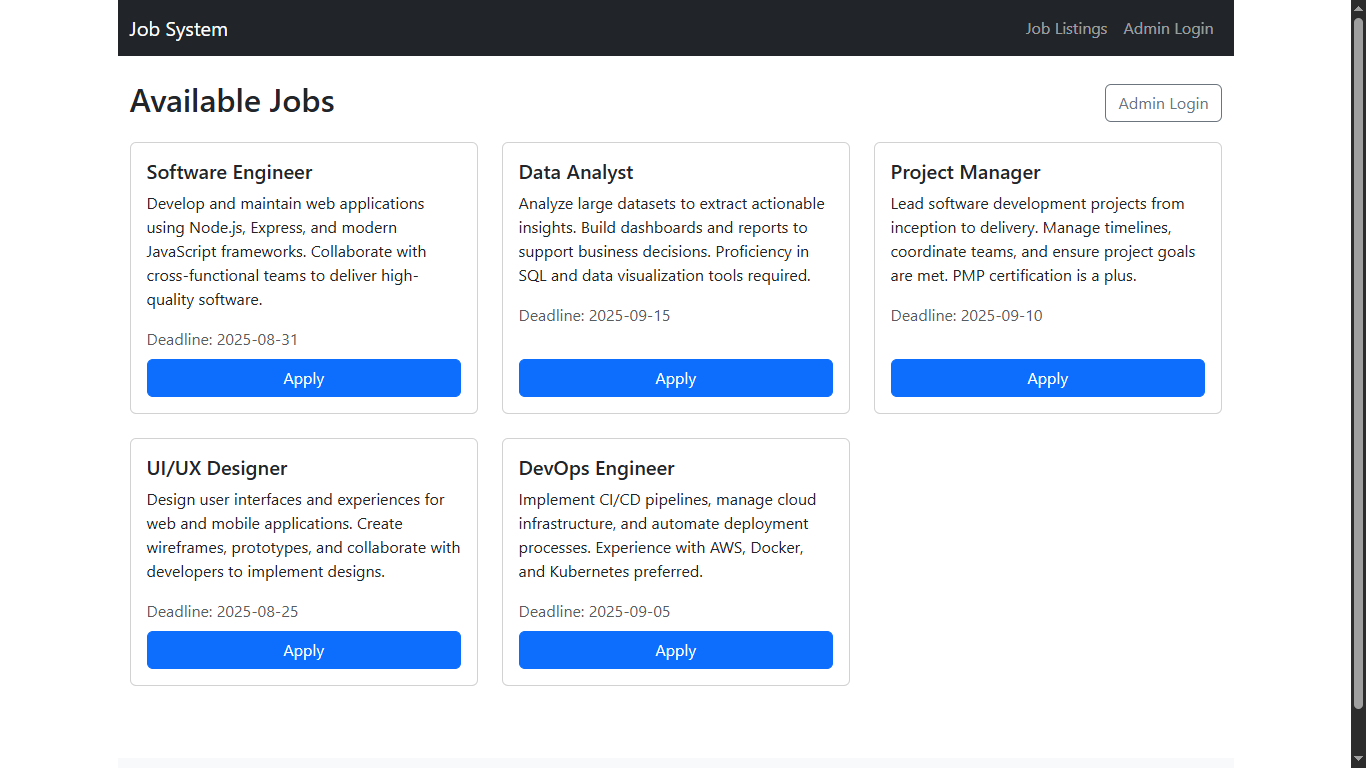 Job System
Job Listings
Admin Login
Available Jobs
Admin Login
Software Engineer
Develop and maintain web applications
using Node.js, Express, and modern
JavaScript frameworks. Collaborate with
cross-functional teams to deliver high-
quality software.
Deadline: 2025-08-31
Apply
Data Analyst
Analyze large datasets to extract actionable
insights. Build dashboards and reports to
support business decisions. Proficiency in
SQL and data visualization tools required.
Deadline: 2025-09-15
Apply
Project Manager
Lead software development projects from
inception to delivery. Manage timelines,
coordinate teams, and ensure project goals
are met. PMP certification is a plus.
Deadline: 2025-09-10
Apply
UI/UX Designer
Design user interfaces and experiences for
web and mobile applications. Create
wireframes, prototypes, and collaborate with
developers to implement designs.
Deadline: 2025-08-25
Apply
DevOps Engineer
Implement CI/CD pipelines, manage cloud
infrastructure, and automate deployment
processes. Experience with AWS, Docker,
and Kubernetes preferred.
Deadline: 2025-09-05
Apply